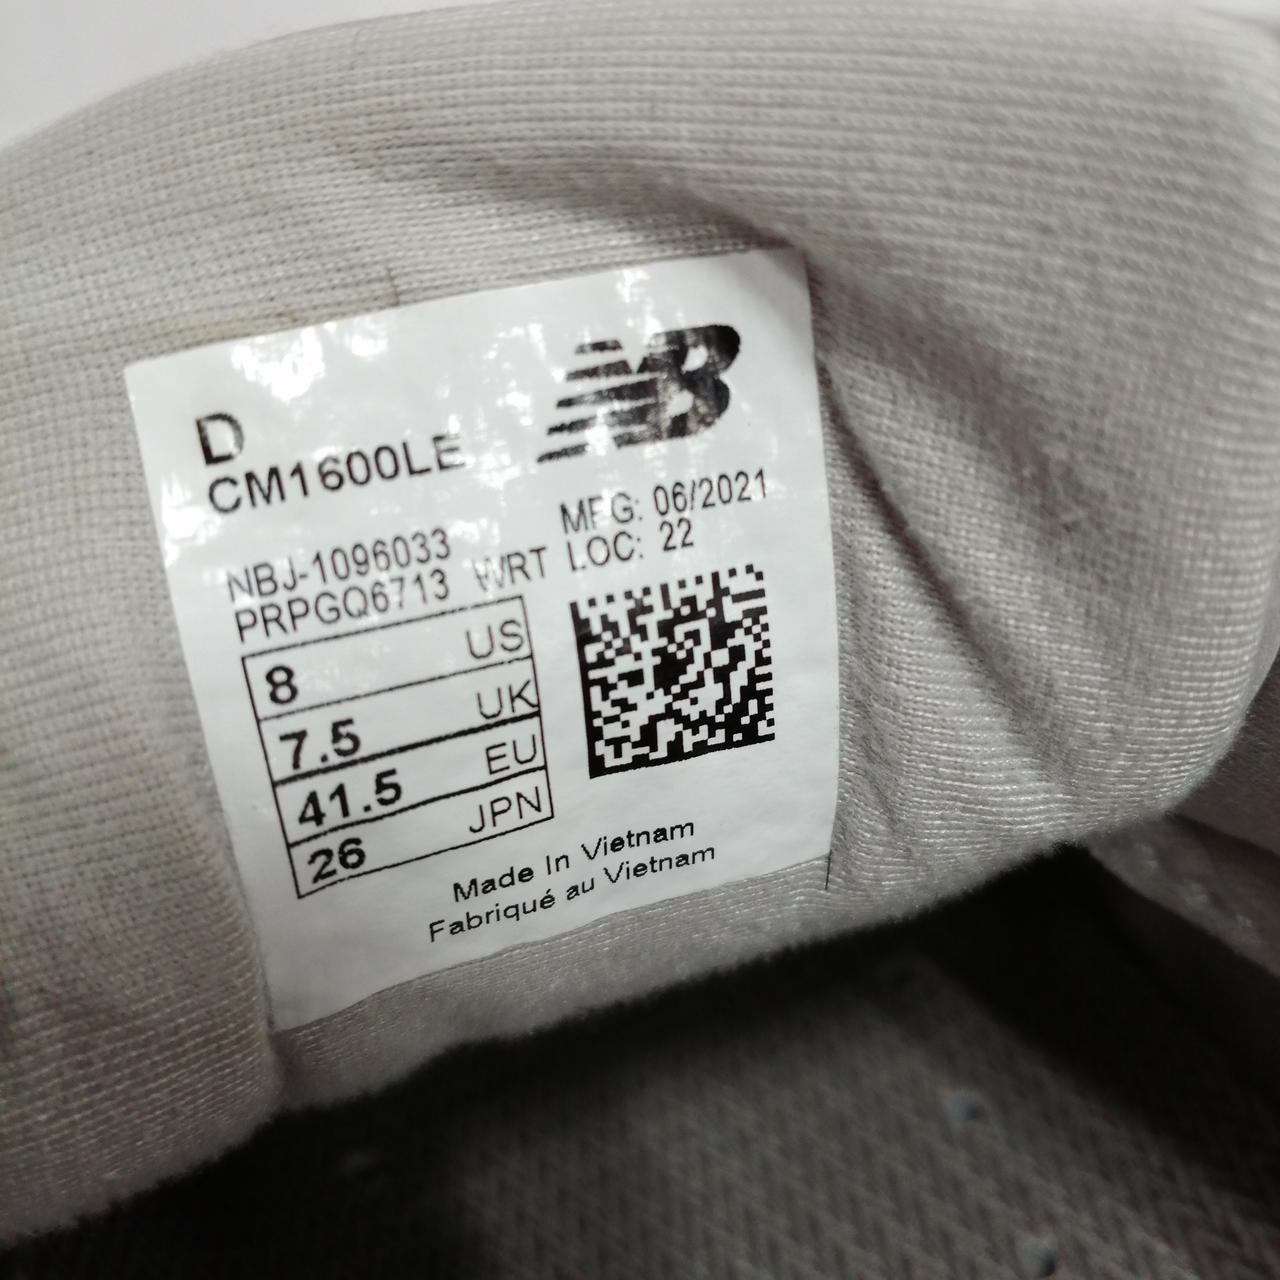 NB
D
CM1600LE
MFG: 06/2021
NBJ-1096033
LOC: 22
PRPGQ6713 WRT
8 US
7.5 UK
41.5 EU
26 JPN
Made In Vietnam
Fabriqué au Vietnam